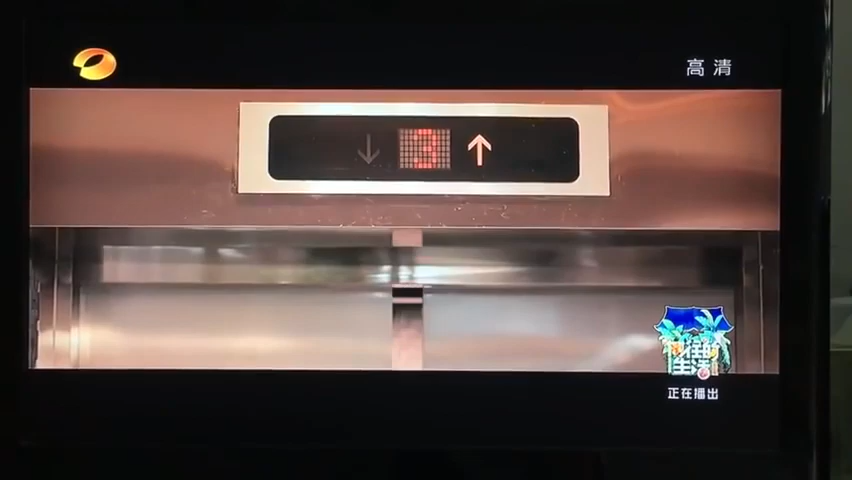 高清
↓ 3 ↑
向往的
生活
正在播出